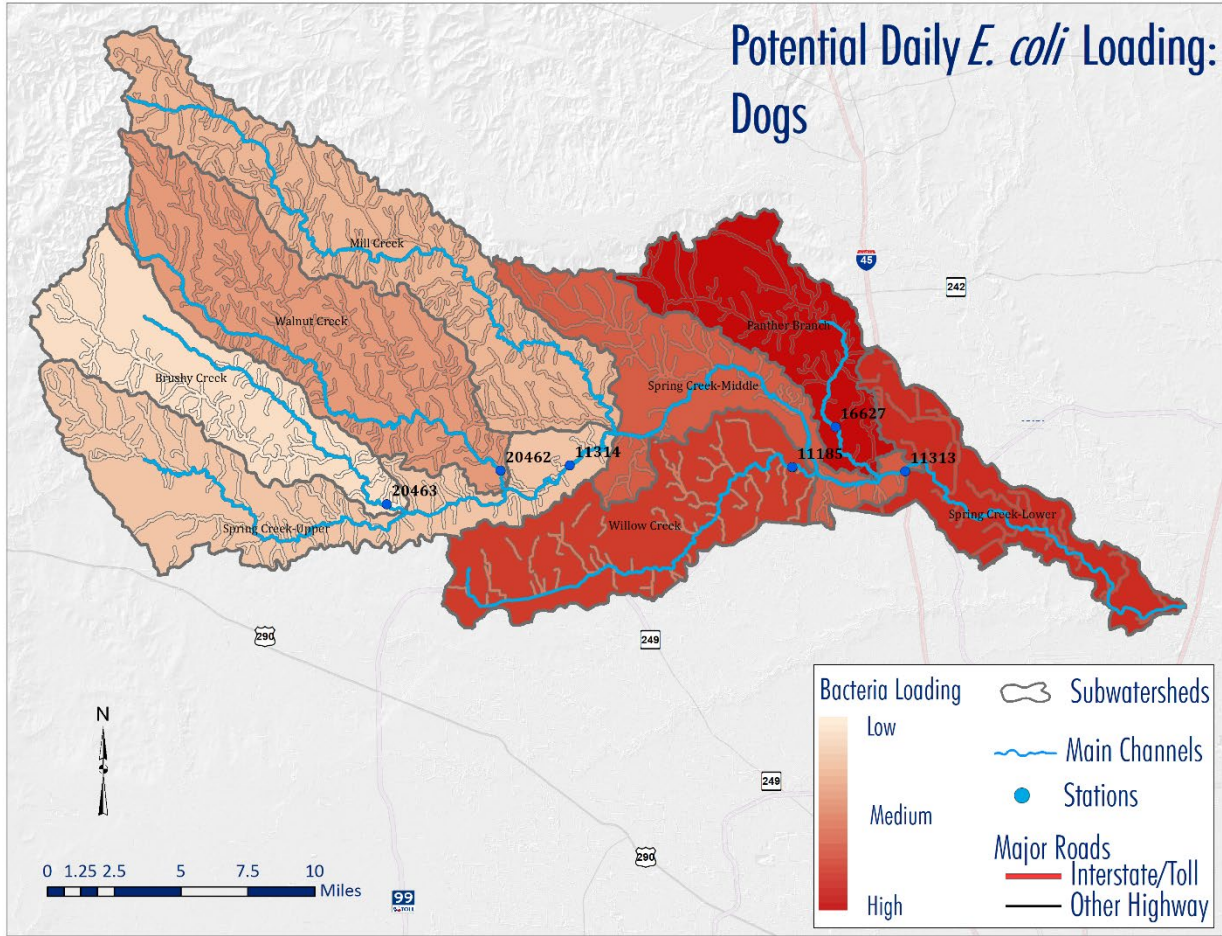 Potential Daily E. coli Loading:
Dogs
45
242
Mill Creek
Walnut Creek
Panther Branch
Brushy Creek
Spring Creek-Middle
16627
20462
11314
11185
11313
20463
Spring Creek-Upper
Willow Creek
Spring Creek-Lower
290
249
N
249
290
0 1.25 2.5 5 7.5 10
Miles
99
TOLL
Bacteria Loading
Low
Medium
High
Subwatersheds
Main Channels
Stations
Major Roads
Interstate/Toll
Other Highway